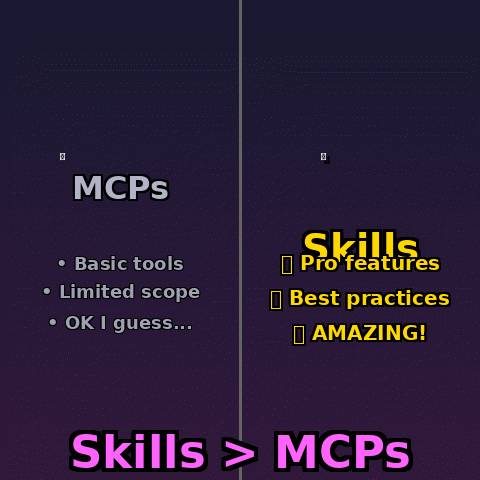 MCPs
• Basic tools
• Limited scope
• OK I guess...
Skills
Pro features
Best practices
AMAZING!
Skills > MCPs